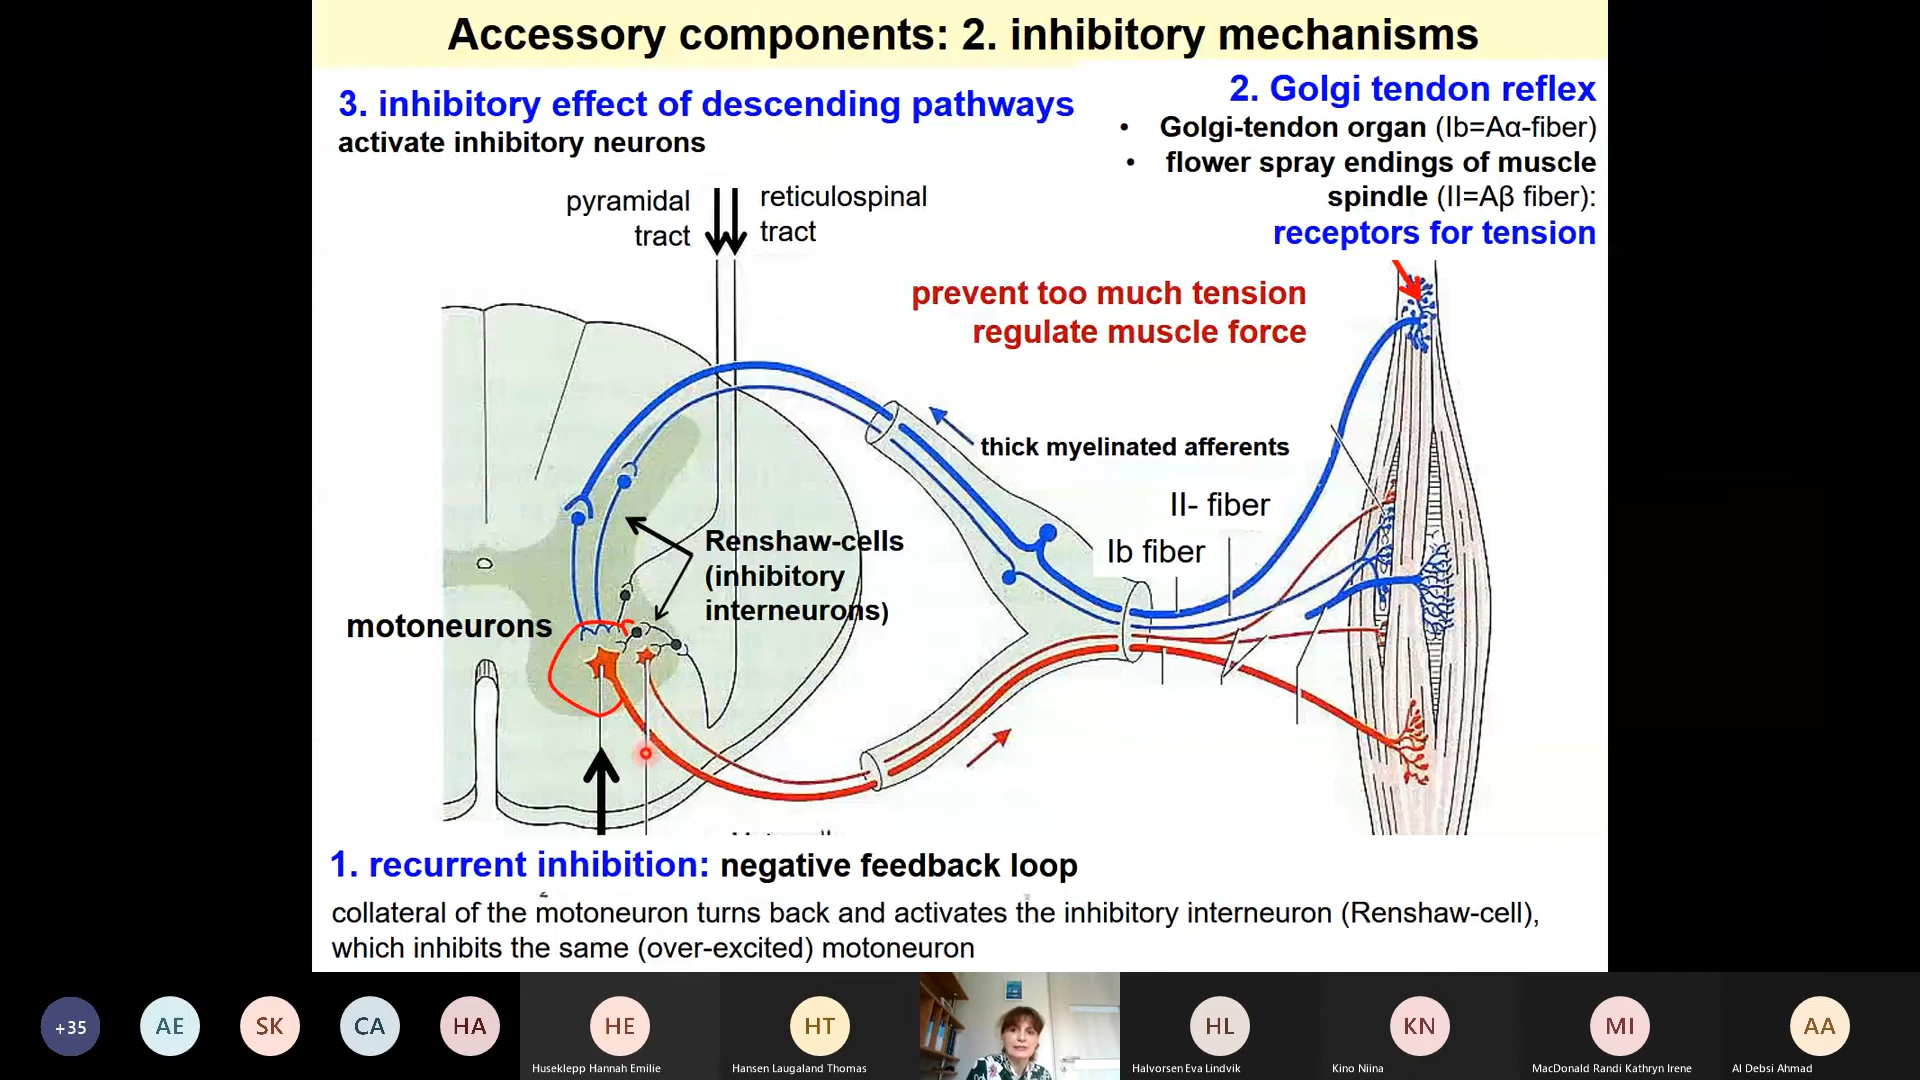 Accessory components: 2. inhibitory mechanisms
3. inhibitory effect of descending pathways
activate inhibitory neurons
2. Golgi tendon reflex
• Golgi-tendon organ (Ib=Aα-fiber)
• flower spray endings of muscle
spindle (II=Aβ fiber):
receptors for tension
pyramidal
tract
reticulospinal
tract
prevent too much tension
regulate muscle force
thick myelinated afferents
II- fiber
Ib fiber
Renshaw-cells
(inhibitory
interneurons)
motoneurons
1. recurrent inhibition: negative feedback loop
collateral of the motoneuron turns back and activates the inhibitory interneuron (Renshaw-cell),
which inhibits the same (over-excited) motoneuron
+35
AE
SK
CA
HA
HE
HT
HL
KN
MI
AA
Huseklepp Hannah Emilie
Hansen Laugaland Thomas
Halvorsen Eva Lindvik
Kino Niina
MacDonald Randi Kathryn Irene
Al Debsi Ahmad